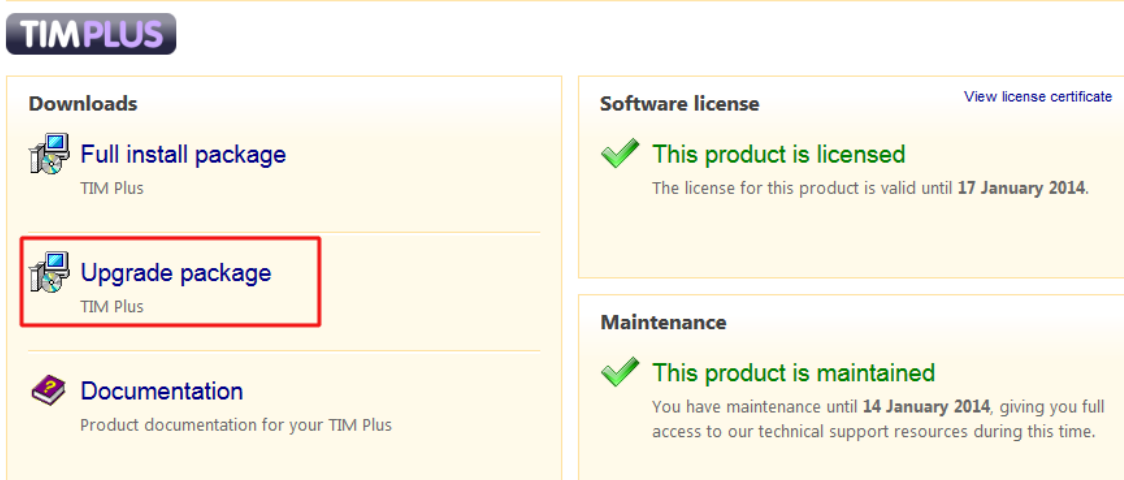 TIMPLUS
Downloads
Full install package
TIM Plus
Upgrade package
TIM Plus
Documentation
Product documentation for your TIM Plus
Software license
View license certificate
This product is licensed
The license for this product is valid until 17 January 2014.
Maintenance
This product is maintained
You have maintenance until 14 January 2014, giving you full
access to our technical support resources during this time.